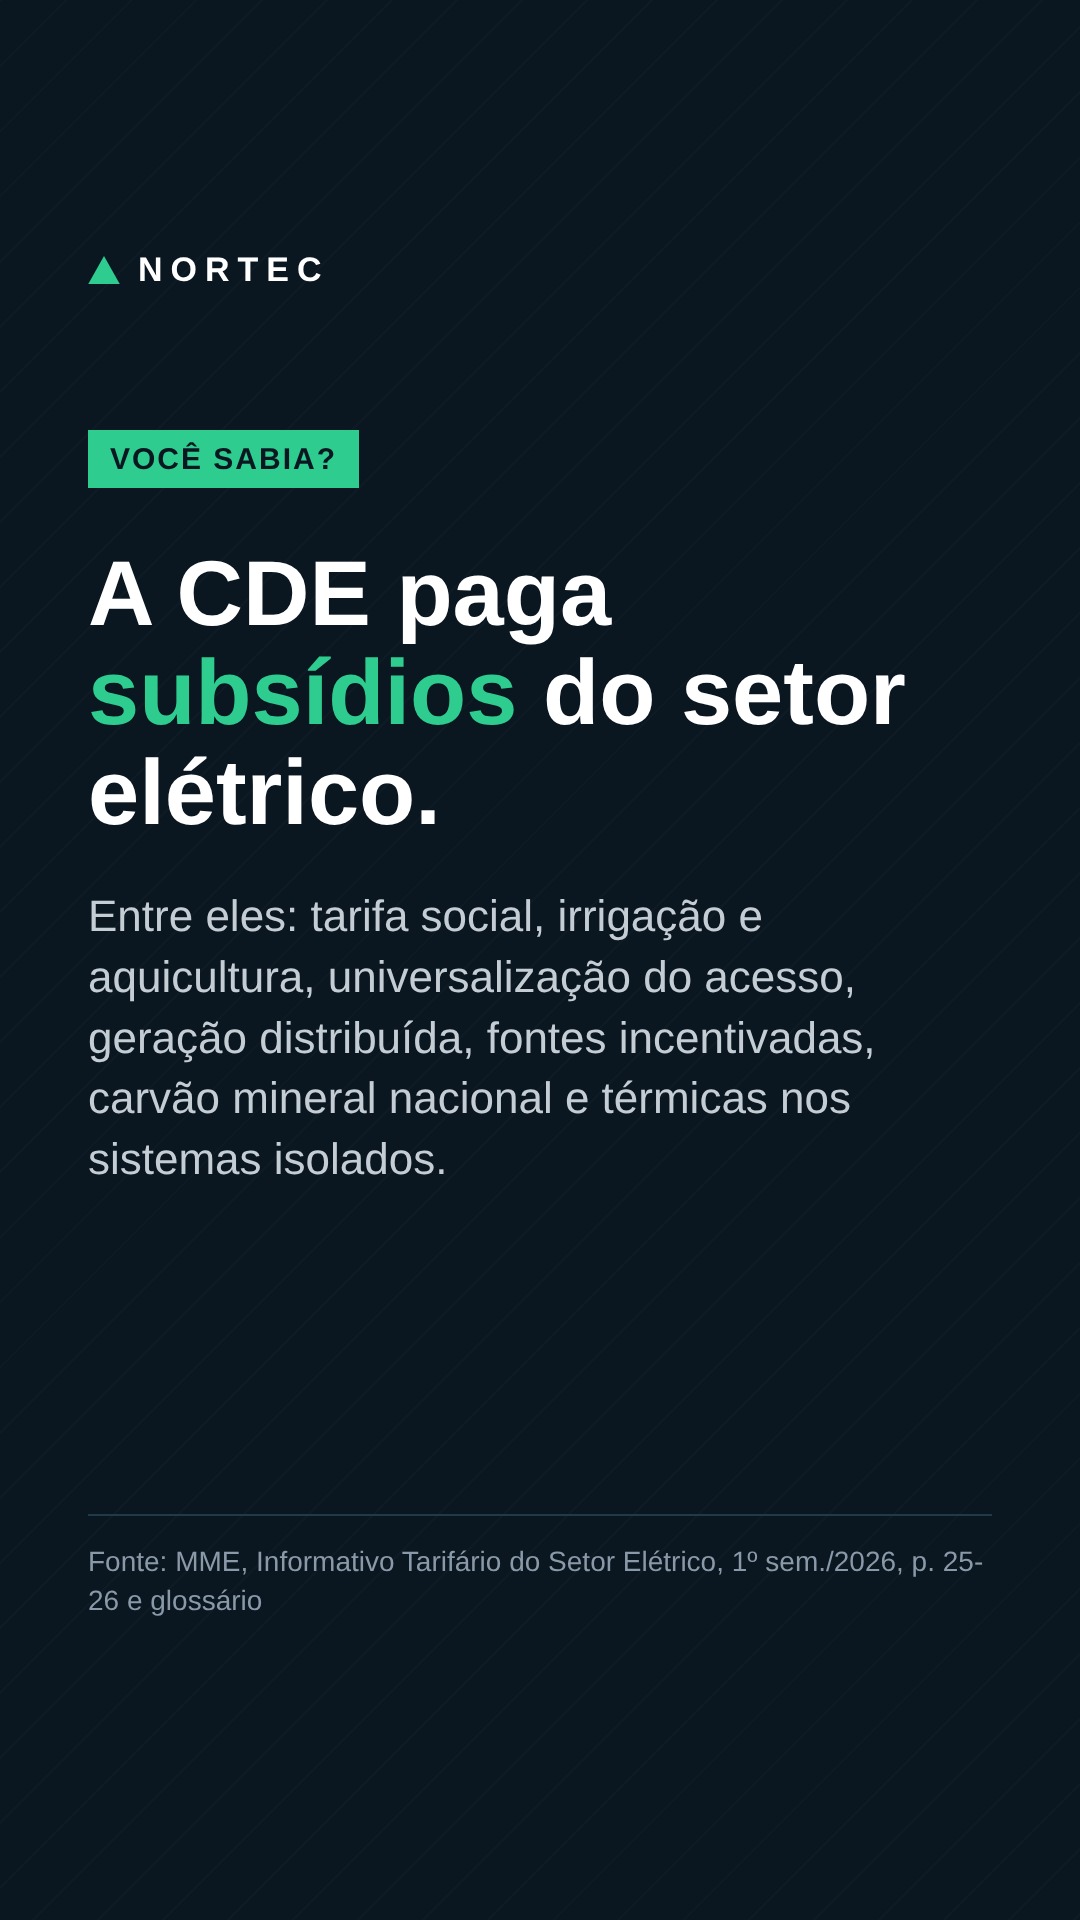 NORTEC
VOCÊ SABIA?
A CDE paga
subsídios do setor
elétrico.
Entre eles: tarifa social, irrigação e
aquicultura, universalização do acesso,
geração distribuída, fontes incentivadas,
carvão mineral nacional e térmicas nos
sistemas isolados.
Fonte: MME, Informativo Tarifário do Setor Elétrico, 1º sem./2026, p. 25-
26 e glossário